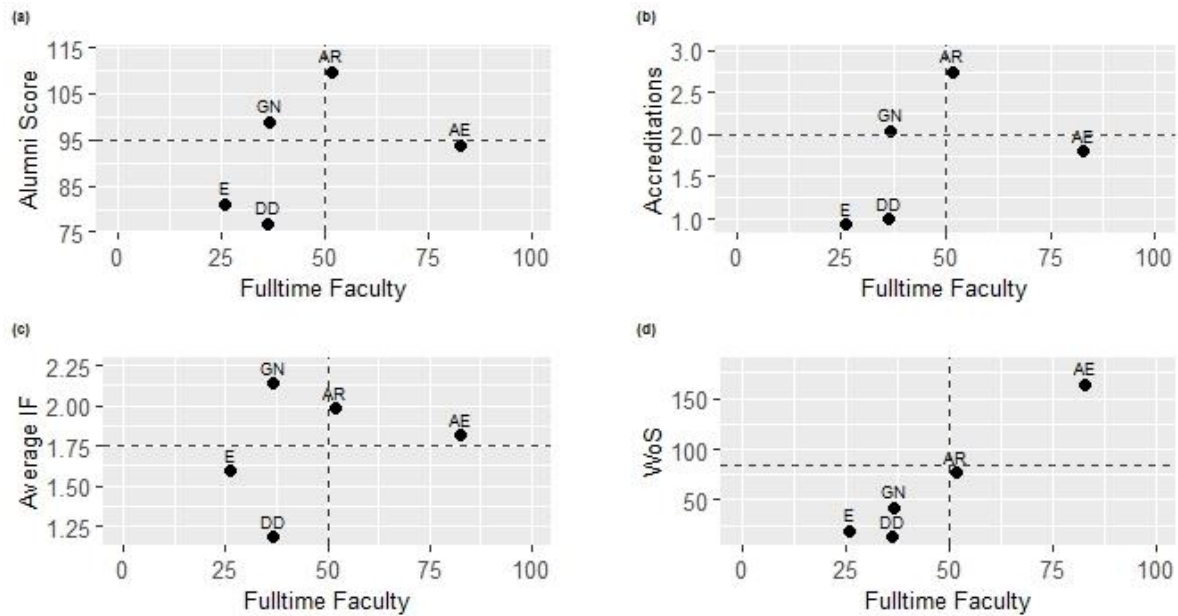 (a)
115
105
95
85
75
Alumni Score
AR
GN
AE
E
DD
0 25 50 75 100
Fulltime Faculty
(b)
3.0
2.5
2.0
1.5
1.0
Accreditations
AR
GN
AE
E
DD
0 25 50 75 100
Fulltime Faculty
(c)
2.25
2.00
1.75
1.50
1.25
Average IF
GN
AR
AE
E
DD
0 25 50 75 100
Fulltime Faculty
(d)
150
100
50
WoS
AE
AR
GN
E
DD
0 25 50 75 100
Fulltime Faculty